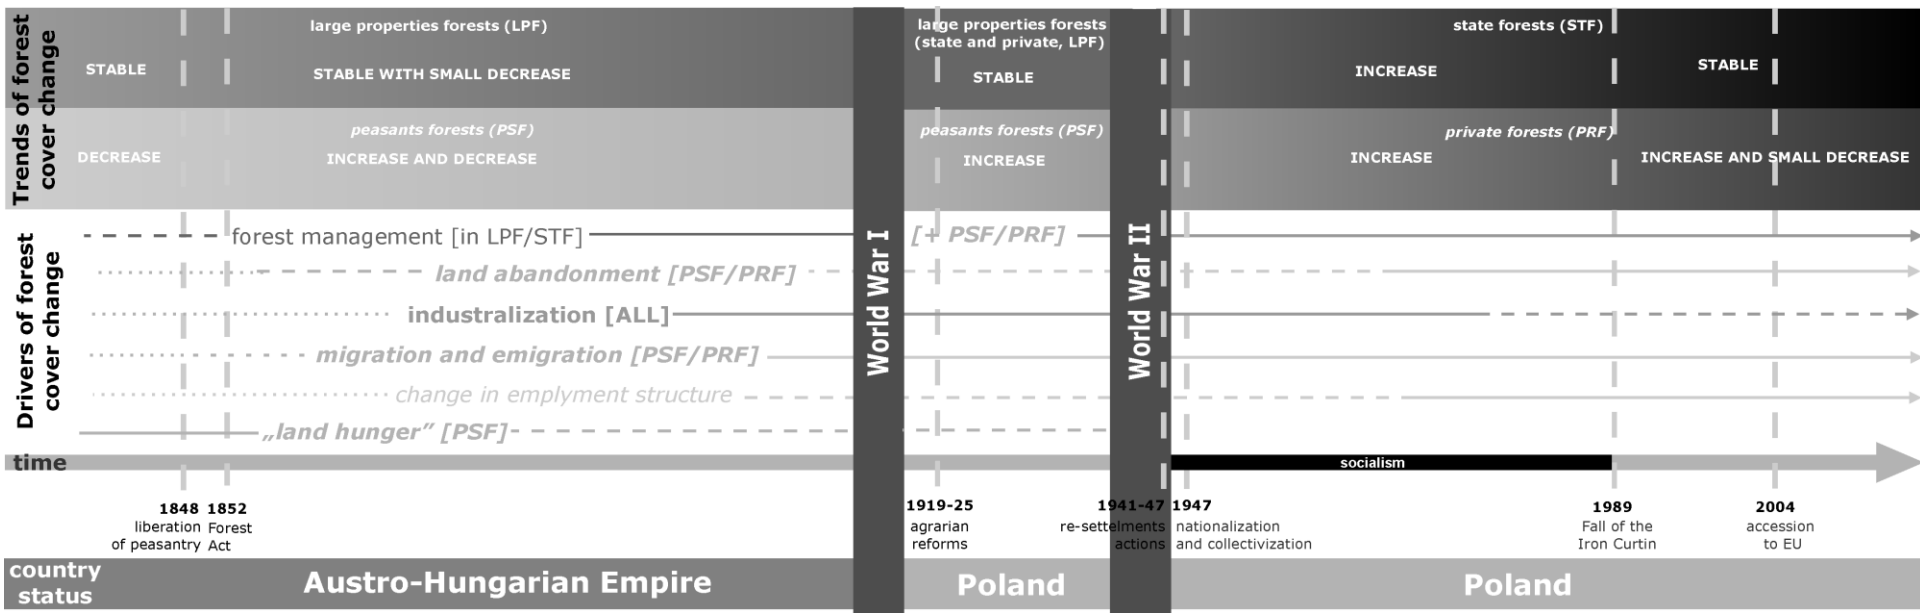 Trends of forest
cover change
large properties forests (LPF)
STABLE
STABLE WITH SMALL DECREASE
large properties forests
(state and private, LPF)
STABLE
state forests (STF)
INCREASE
STABLE
peasants forests (PSF)
DECREASE
INCREASE AND DECREASE
peasants forests (PSF)
INCREASE
private forests (PRF)
INCREASE
INCREASE AND SMALL DECREASE
World War I
World War II
Drivers of forest
cover change
forest management [in LPF/STF]
[+ PSF/PRF]
land abandonment [PSF/PRF]
industralization [ALL]
migration and emigration [PSF/PRF]
change in emplyment structure
„land hunger” [PSF]
time
socialism
1848
liberation
of peasantry
1852
Forest
Act
1919-25
agrarian
reforms
1941-47
re-settelments
actions
1947
nationalization
and collectivization
1989
Fall of the
Iron Curtin
2004
accession
to EU
country
status
Austro-Hungarian Empire
Poland
Poland